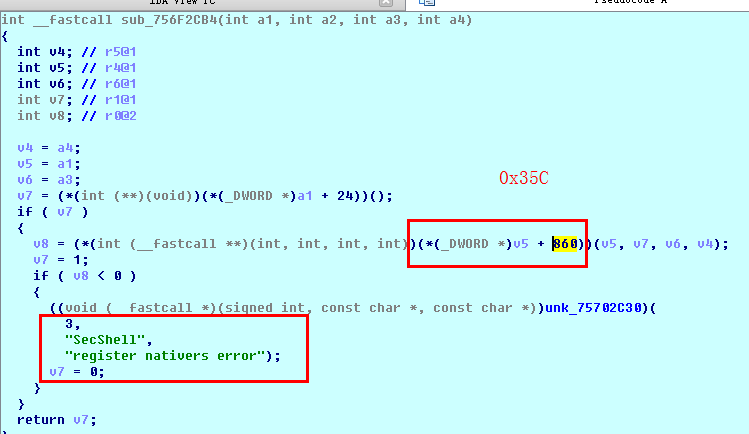 IDA View PC
Pseudocode A
int __fastcall sub_756F2CB4(int a1, int a2, int a3, int a4)
{
int v4; // r5@1
int v5; // r4@1
int v6; // r6@1
int v7; // r1@1
int v8; // r0@2
v4 = a4;
v5 = a1;
v6 = a3;
0x35C
v7 = (*(int (**)(void))(*(_DWORD *)a1 + 24))();
if ( v7 )
{
v8 = (*(int (__fastcall **)(int, int, int, int))(*(_DWORD *)v5 + 860))(v5, v7, v6, v4);
v7 = 1;
if ( v8 < 0 )
{
((void (__fastcall *)(signed int, const char *, const char *))unk_75702C30)(
3,
"SecShell",
"register nativers error");
v7 = 0;
}
}
return v7;